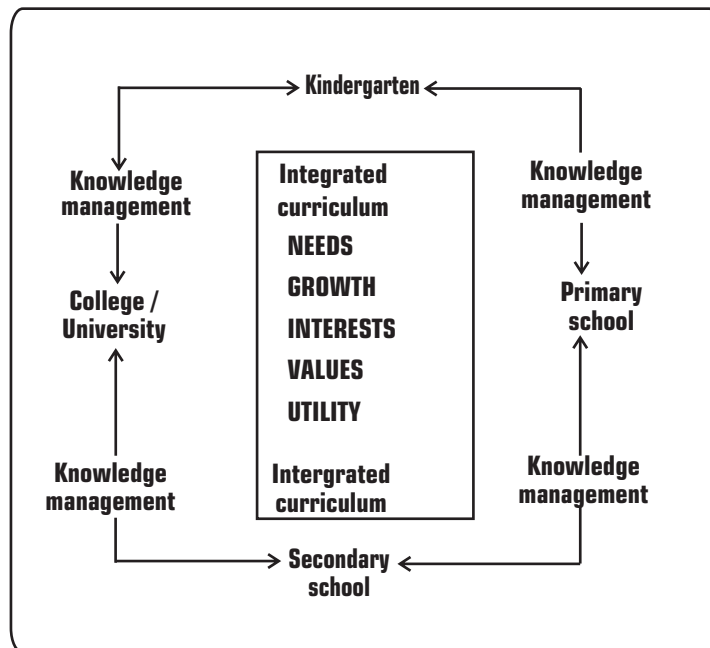 Kindergarten
Knowledge
management
Integrated
curriculum
Knowledge
management
NEEDS
College /
University
GROWTH
Primary
school
INTERESTS
VALUES
UTILITY
Knowledge
management
Intergrated
curriculum
Knowledge
management
Secondary
school